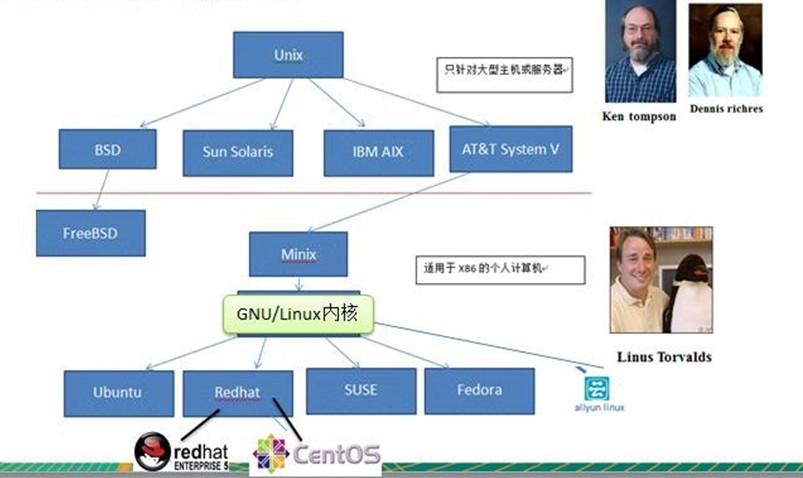 Unix
只针对大型主机或服务器
Ken tompson
Dennis richres
BSD
Sun Solaris
IBM AIX
AT&T System V
FreeBSD
Minix
适用于 X86 的个人计算机
GNU/Linux内核
Linus Torvalds
Ubuntu
Redhat
SUSE
Fedora
aliyun linux
redhat
ENTERPRISE 5
CentOS